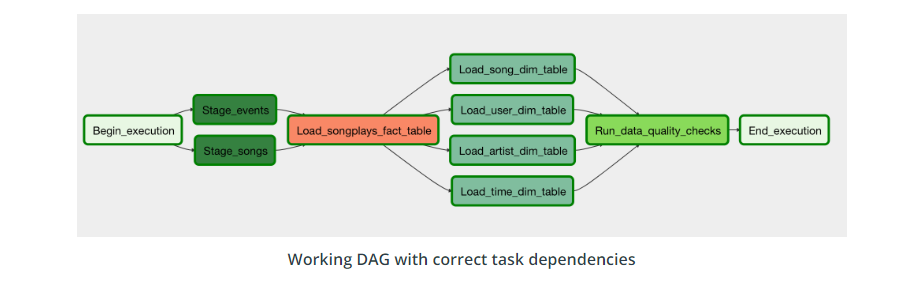 Load_song_dim_table
Stage_events
Load_user_dim_table
Begin_execution
Load_songplays_fact_table
Run_data_quality_checks
End_execution
Stage_songs
Load_artist_dim_table
Load_time_dim_table
Working DAG with correct task dependencies